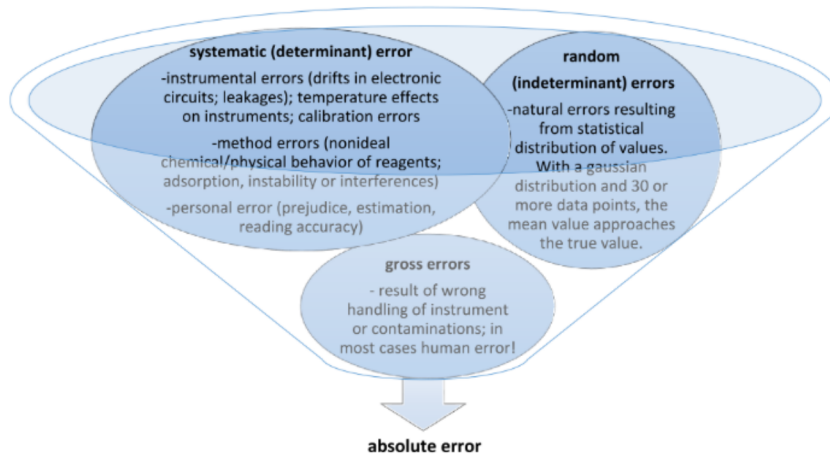 systematic (determinant) error
-instrumental errors (drifts in electronic
circuits; leakages); temperature effects
on instruments; calibration errors
-method errors (nonideal
chemical/physical behavior of reagents;
adsorption, instability or interferences)
-personal error (prejudice, estimation,
reading accuracy)
random
(indeterminant) errors
-natural errors resulting
from statistical
distribution of values.
With a gaussian
distribution and 30 or
more data points, the
mean value approaches
the true value.
gross errors
- result of wrong
handling of instrument
or contaminations; in
most cases human error!
absolute error